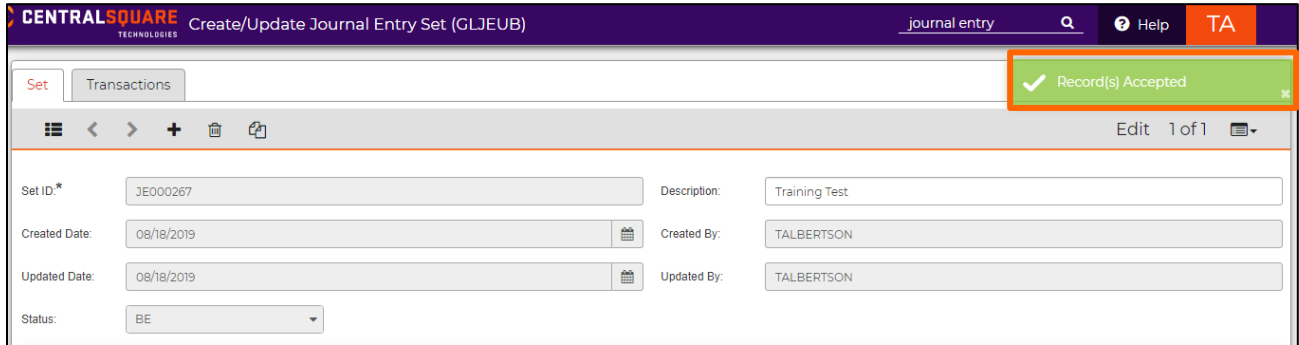 CENTRALSQUARE
TECHNOLOGIES
Create/Update Journal Entry Set (GLJEUB)
journal entry
Help
TA
Set
Transactions
Record(s) Accepted
Edit 1 of 1
Set ID:*
JE000267
Description:
Training Test
Created Date:
08/18/2019
Created By:
TALBERTSON
Updated Date:
08/18/2019
Updated By:
TALBERTSON
Status:
BE